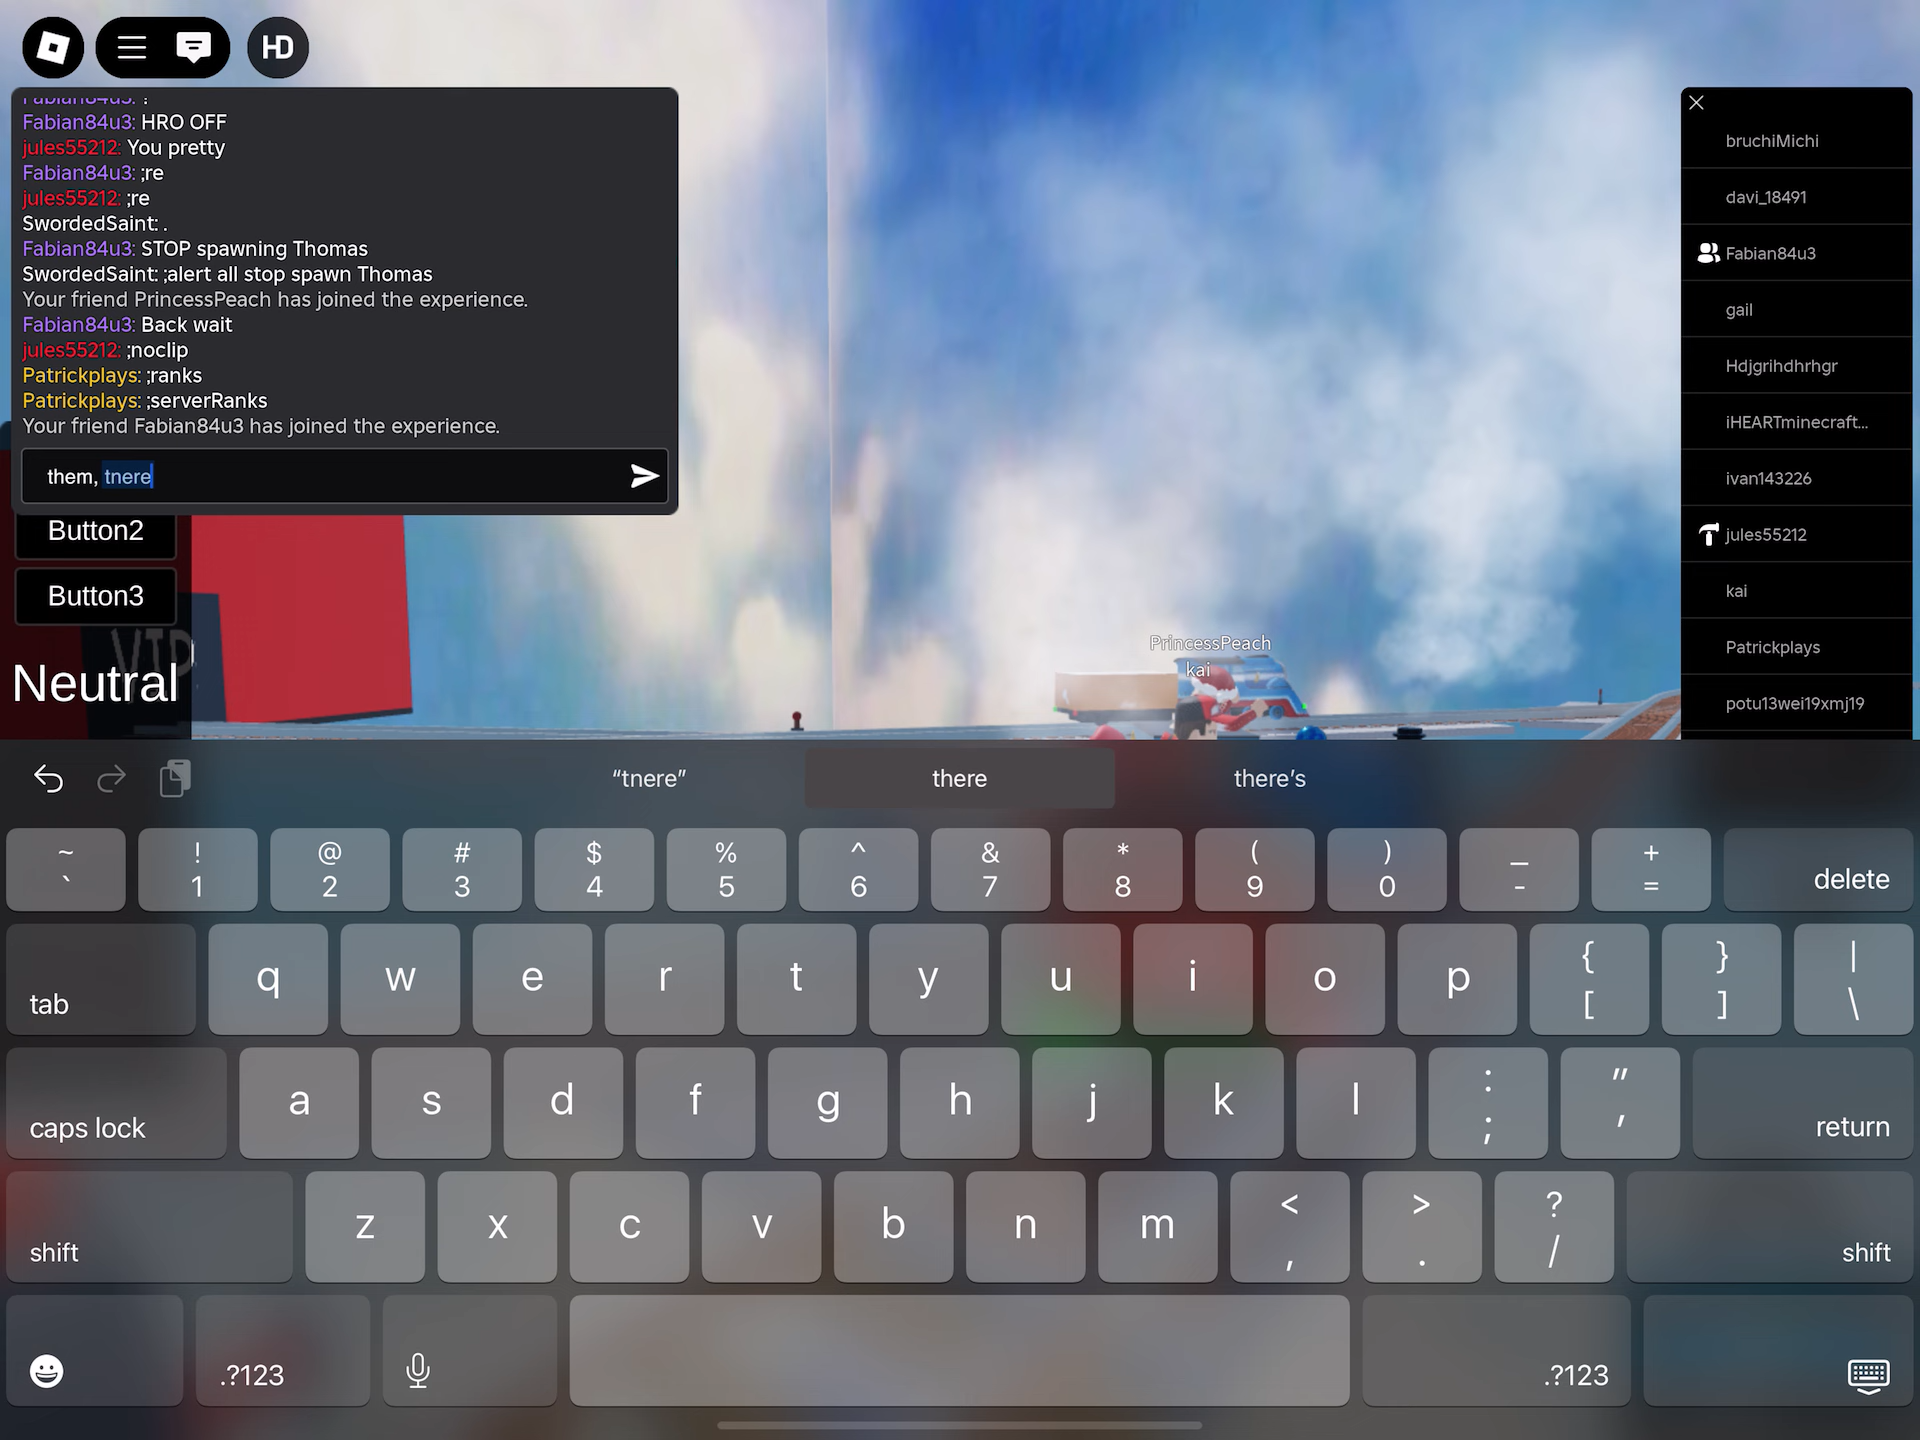 HD
Fabian84u3: HRO OFF
jules55212: You pretty
Fabian84u3: ;re
jules55212: ;re
SwordedSaint: .
Fabian84u3: STOP spawning Thomas
SwordedSaint: ;alert all stop spawn Thomas
Your friend PrincessPeach has joined the experience.
Fabian84u3: Back wait
jules55212: ;noclip
Patrickplays: ;ranks
Patrickplays: ;serverRanks
Your friend Fabian84u3 has joined the experience.
them, tnere
Button2
Button3
VIP
Neutral
bruchiMichi
davi_18491
Fabian84u3
gail
Hdjgrihdhrhgr
iHEARTminecraft...
ivan143226
jules55212
kai
Patrickplays
potu13wei19xmj19
PrincessPeach
kai
“tnere” there there’s
~ ! @ # $ % ^ & * ( ) _ +
` 1 2 3 4 5 6 7 8 9 0 - = delete
tab q w e r t y u i o p { [ } ] | \
caps lock a s d f g h j k l : ; " ' return
shift z x c v b n m < , > . ? / shift
.?123 .?123